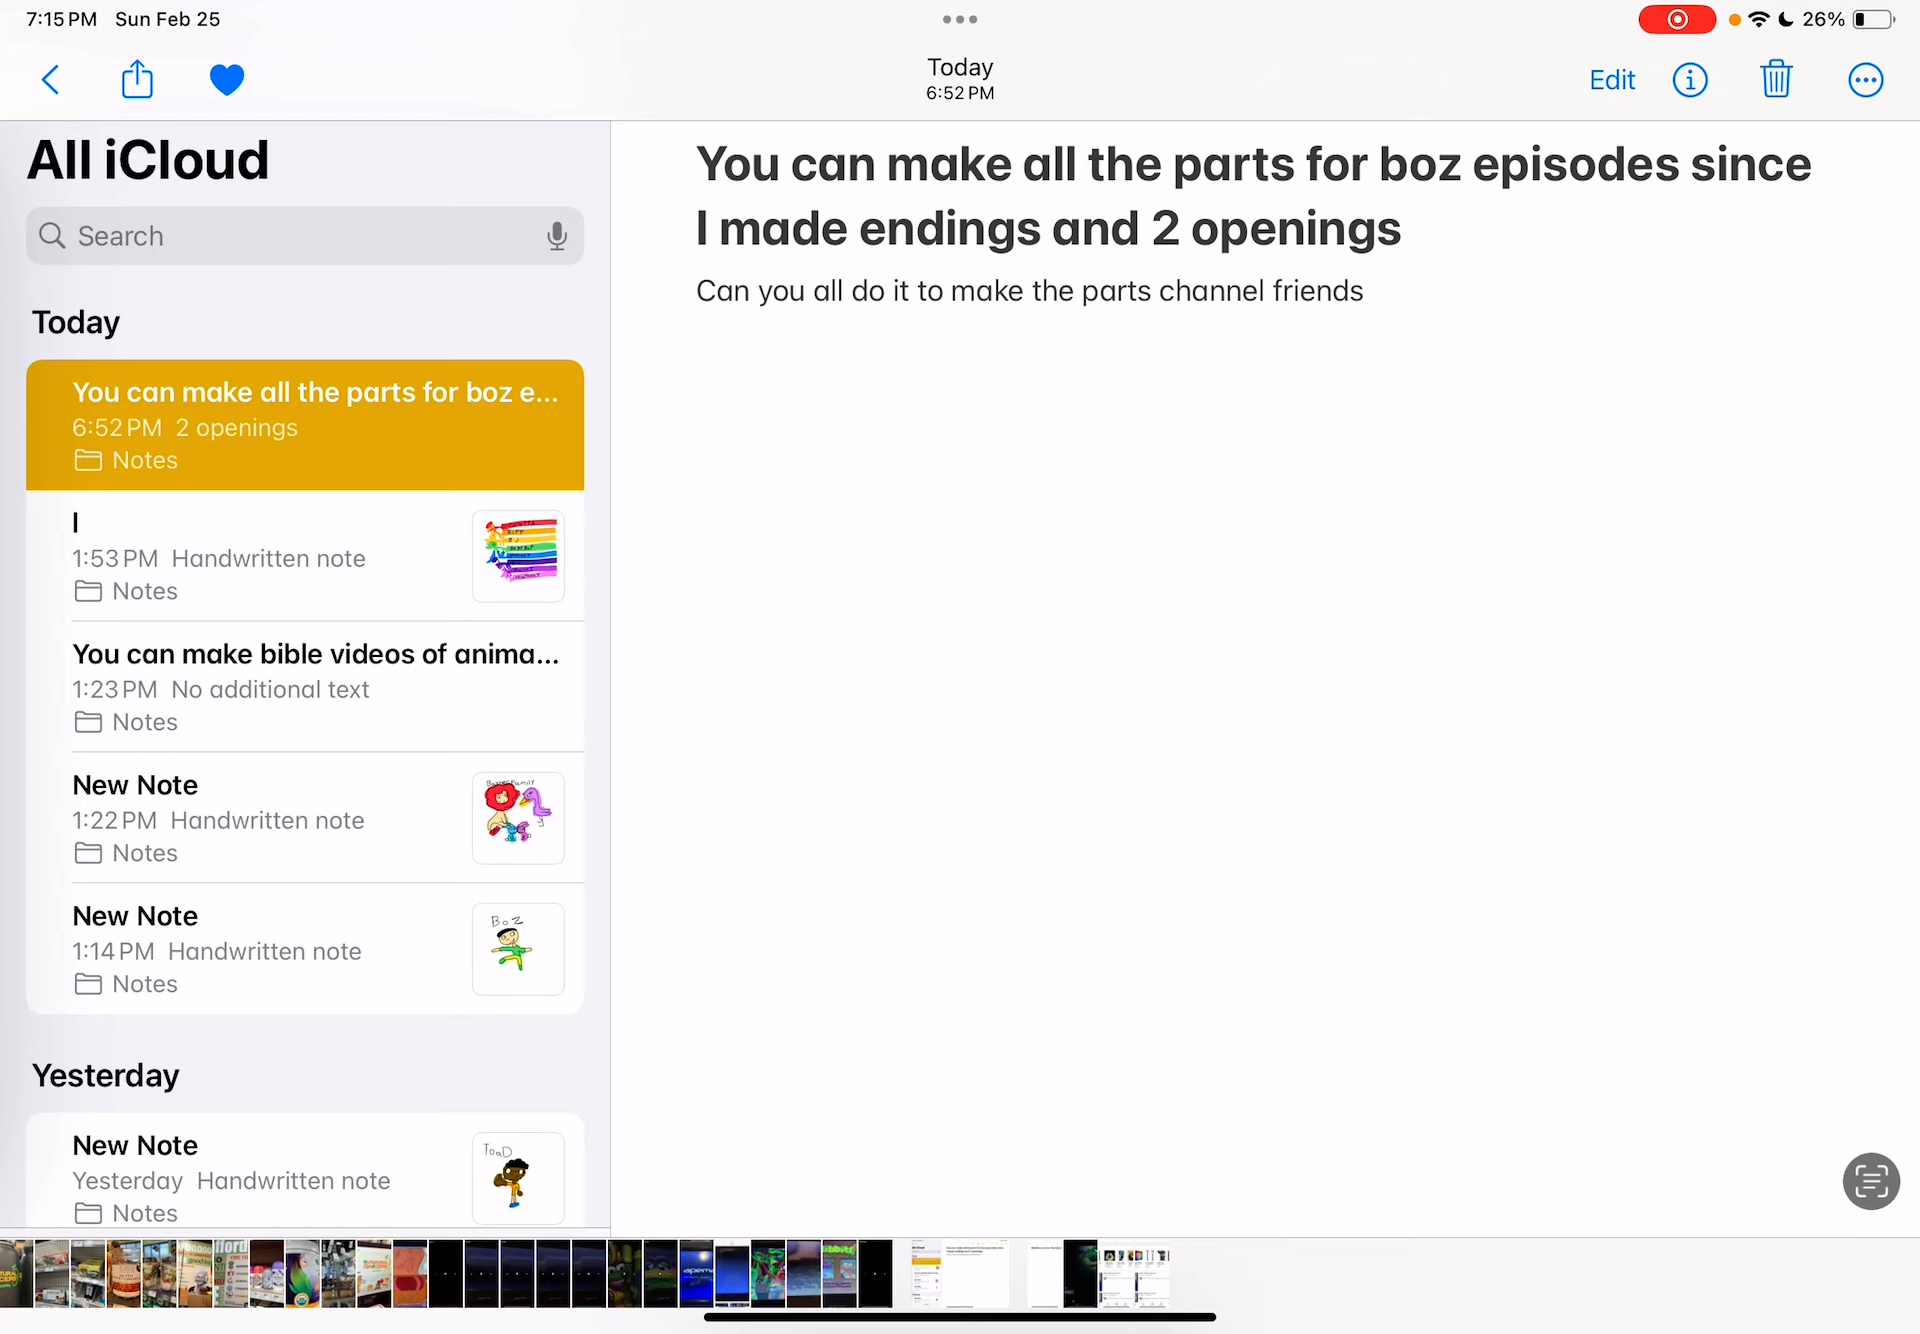 7:15 PM Sun Feb 25
26%
Today
6:52 PM
Edit
All iCloud
Search
Today
You can make all the parts for boz e...
6:52 PM 2 openings
Notes
I
1:53 PM Handwritten note
Notes
You can make bible videos of anima...
1:23 PM No additional text
Notes
New Note
1:22 PM Handwritten note
Notes
New Note
1:14 PM Handwritten note
Notes
BOZ
Yesterday
New Note
Yesterday Handwritten note
Notes
ToaD
You can make all the parts for boz episodes since
I made endings and 2 openings
Can you all do it to make the parts channel friends